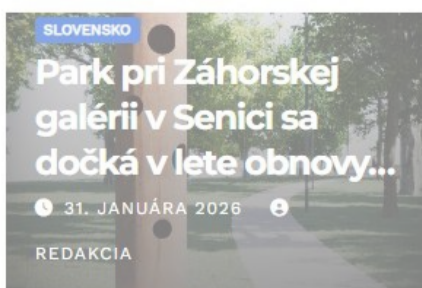 SLOVENSKO
Park pri Záhorskej
galérii v Senici sa
dočká v lete obnovy...
31. JANUÁRA 2026
REDAKCIA